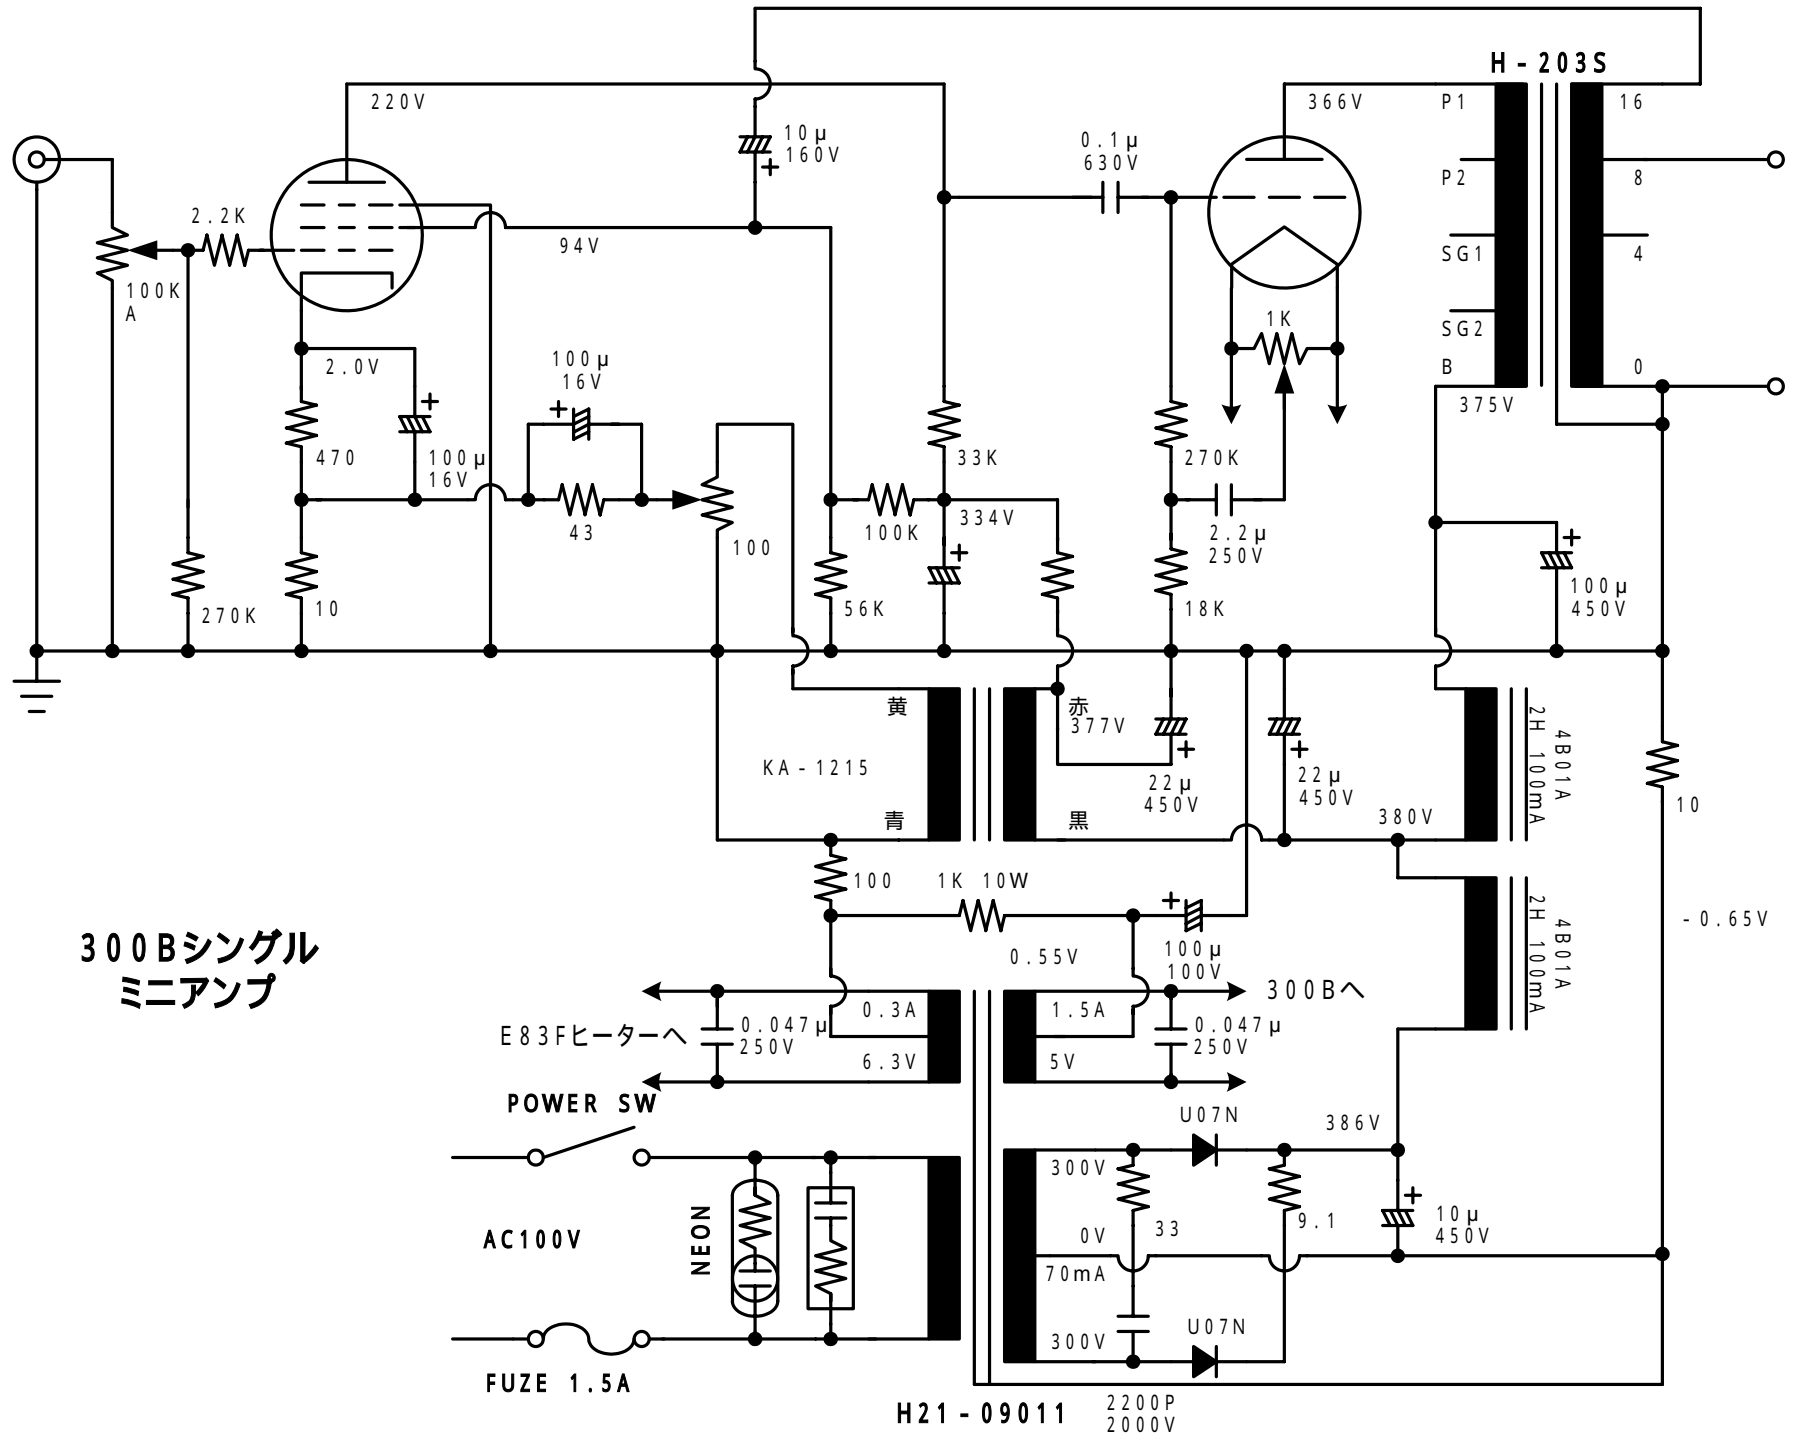 H-203S
220V
366V
P1
16
10μ
160V
0.1μ
630V
P2
8
2.2K
94V
SG1
4
100K
A
1K
SG2
2.0V
100μ
16V
B
0
375V
470
100μ
16V
33K
270K
43
100
100K
334V
2.2μ
250V
100μ
450V
270K
10
56K
18K
黄
赤
377V
KA-1215
22μ
450V
22μ
450V
4B01A
2H 100mA
10
青
黒
380V
100
1K 10W
300Bシングル
ミニアンプ
0.55V
100μ
100V
4B01A
2H 100mA
-0.65V
0.3A
1.5A
300Bへ
E83Fヒーターへ
0.047μ
250V
0.047μ
250V
6.3V
5V
POWER SW
U07N
386V
300V
33
9.1
10μ
450V
AC100V
NEON
0V
70mA
300V
U07N
FUZE 1.5A
H21-09011
2200P
2000V